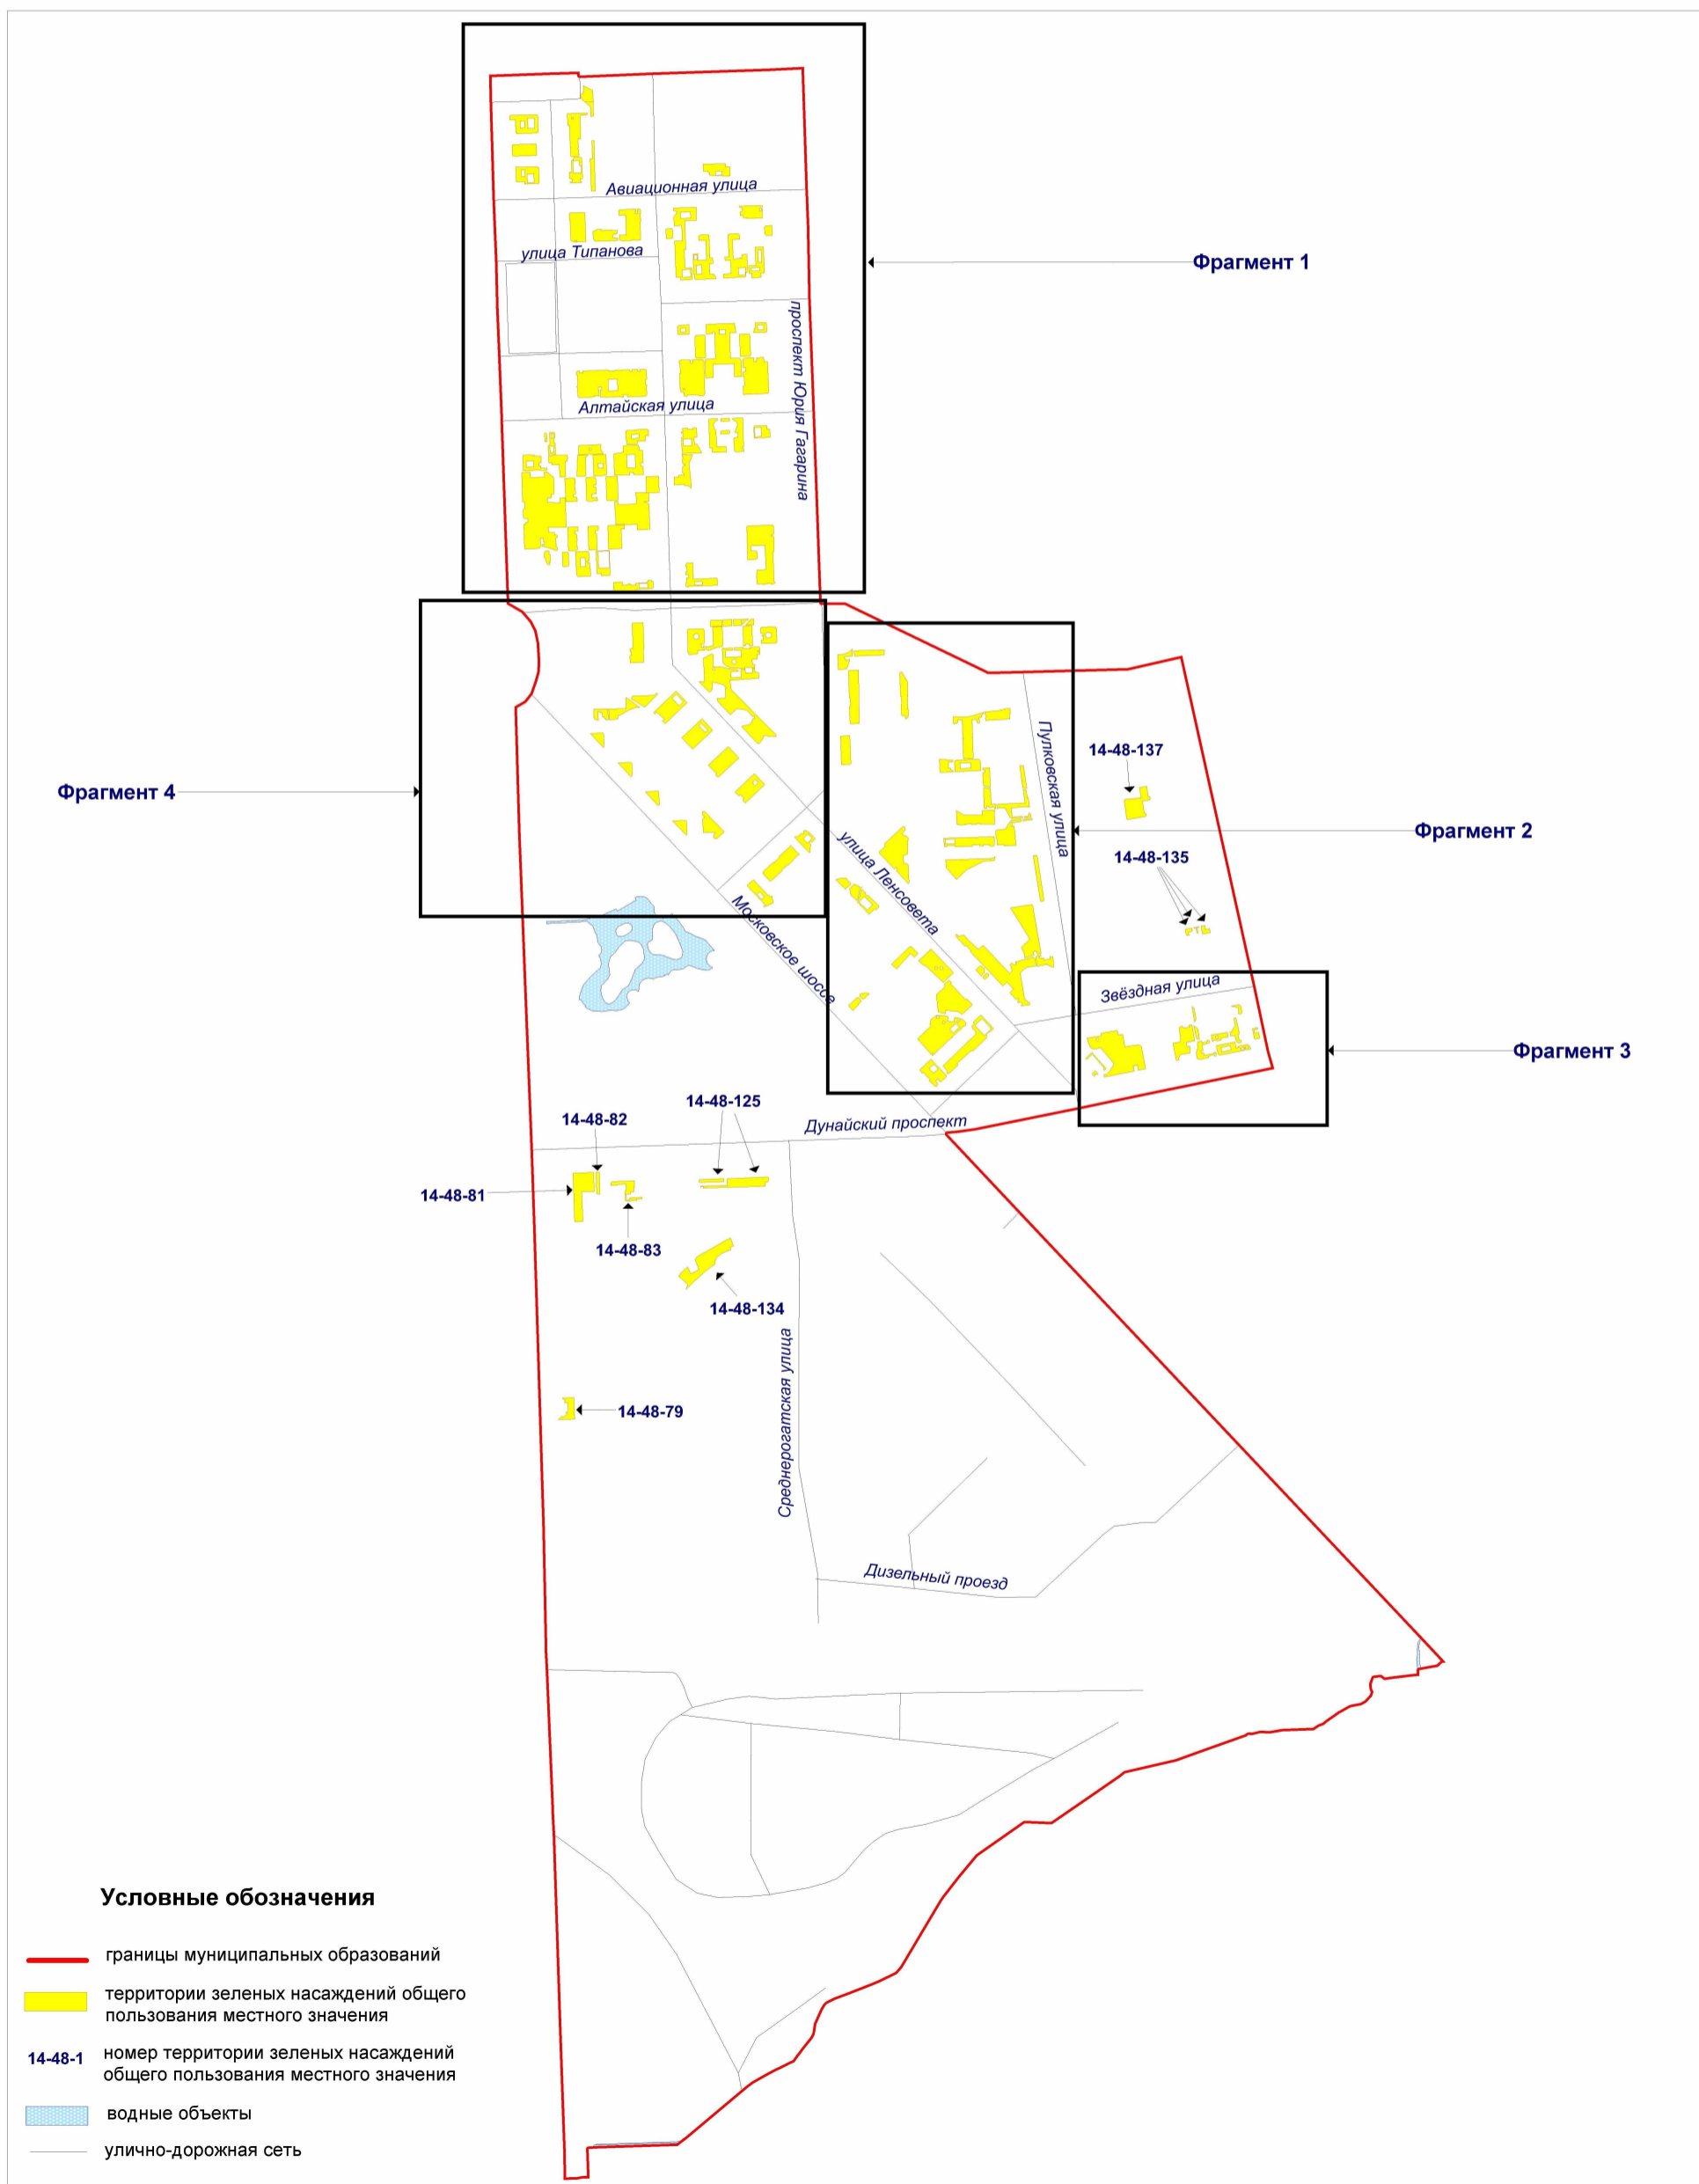 Авиационная улица
улица Типанова
Фрагмент 1
проспект Юрия Гагарина
Алтайская улица
Пулковская улица
14-48-137
Фрагмент 4
Фрагмент 2
улица Ленсовета
14-48-135
Московское шоссе
Звёздная улица
Фрагмент 3
14-48-125
14-48-82
Дунайский проспект
14-48-81
14-48-83
14-48-134
Среднерогатская улица
14-48-79
Дизельный проезд
Условные обозначения
границы муниципальных образований
территории зеленых насаждений общего
пользования местного значения
14-48-1
номер территории зеленых насаждений
общего пользования местного значения
водные объекты
улично-дорожная сеть